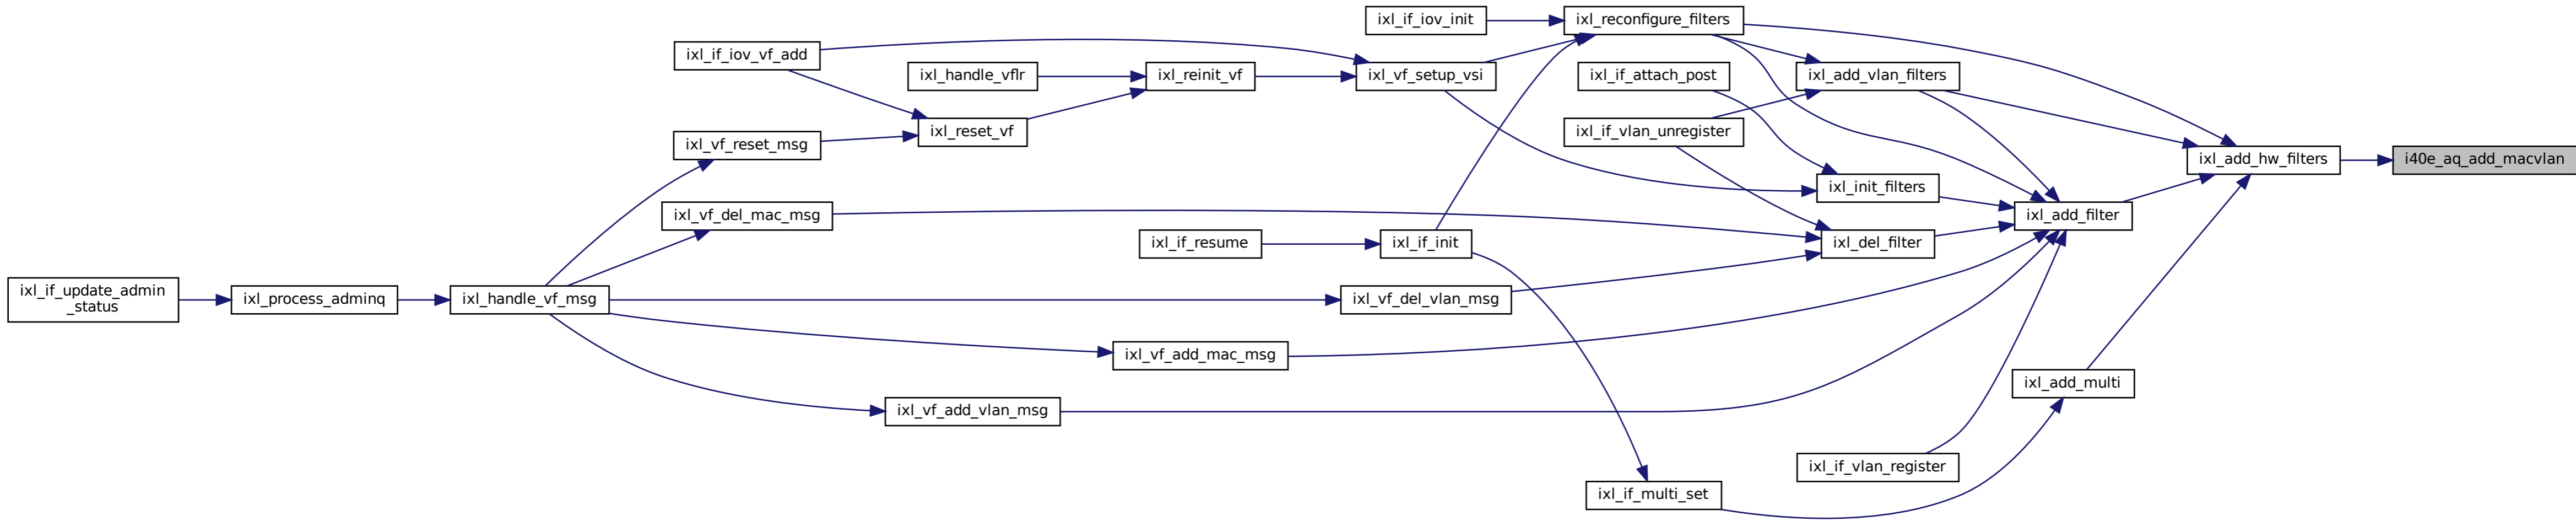 ixl_if_iov_init
ixl_reconfigure_filters
ixl_if_iov_vf_add
ixl_handle_vflr
ixl_reinit_vf
ixl_vf_setup_vsi
ixl_if_attach_post
ixl_add_vlan_filters
ixl_reset_vf
ixl_if_vlan_unregister
ixl_vf_reset_msg
ixl_add_hw_filters
i40e_aq_add_macvlan
ixl_init_filters
ixl_vf_del_mac_msg
ixl_add_filter
ixl_if_resume
ixl_if_init
ixl_del_filter
ixl_if_update_admin
_status
ixl_process_adminq
ixl_handle_vf_msg
ixl_vf_del_vlan_msg
ixl_vf_add_mac_msg
ixl_add_multi
ixl_vf_add_vlan_msg
ixl_if_vlan_register
ixl_if_multi_set